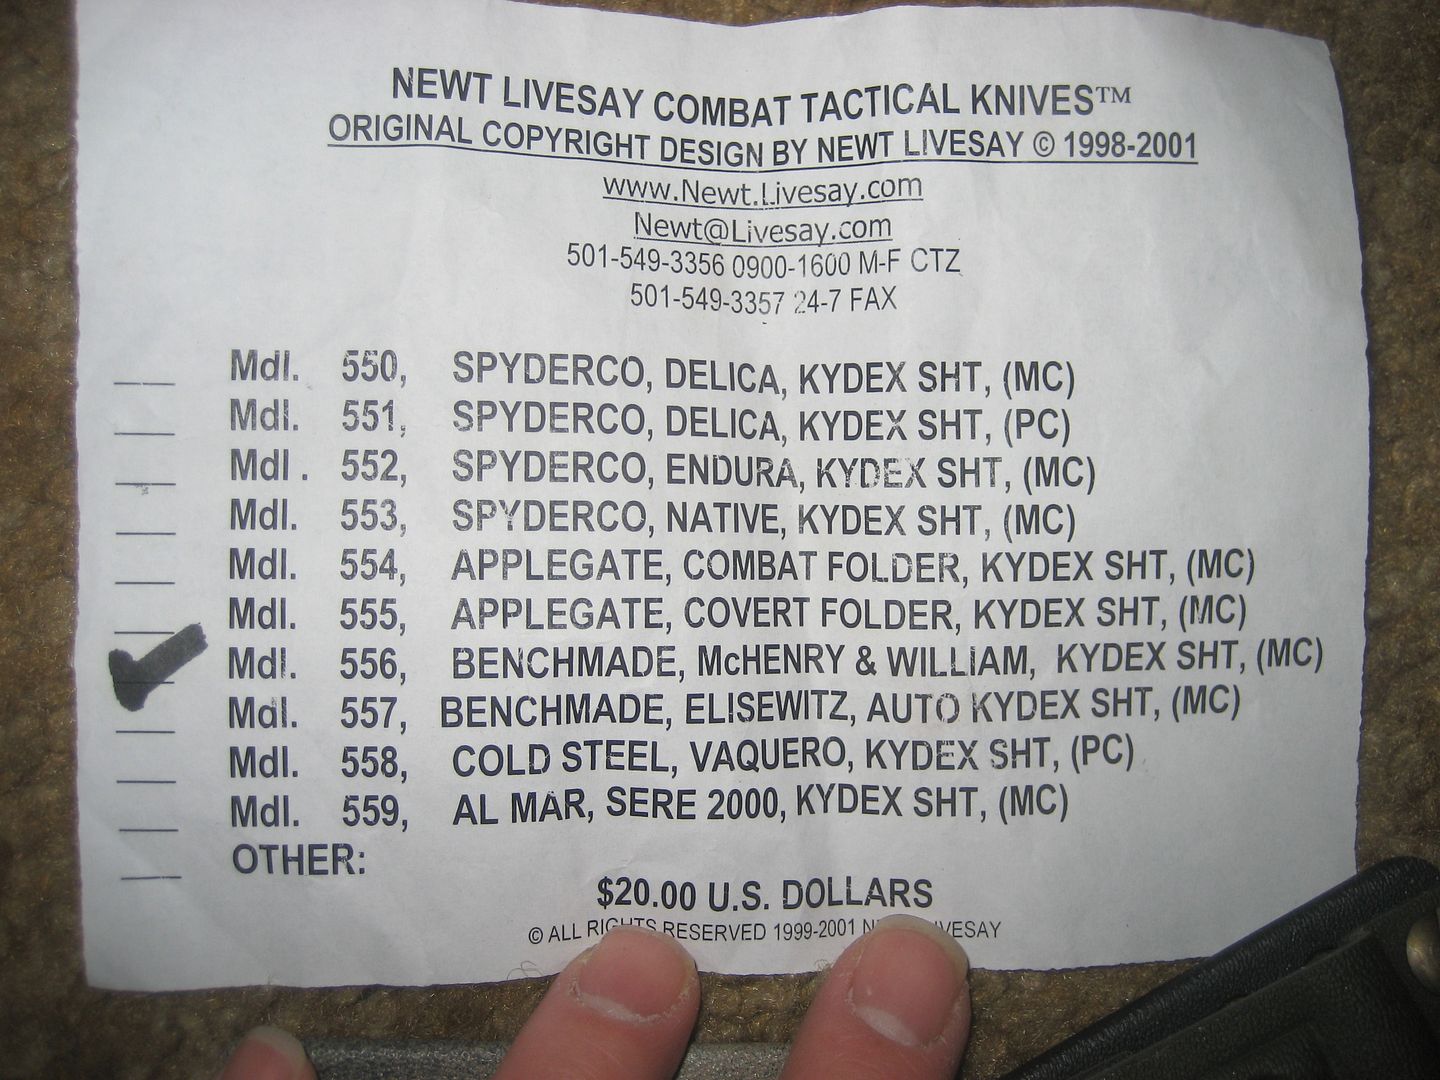 NEWT LIVESAY COMBAT TACTICAL KNIVES™
ORIGINAL COPYRIGHT DESIGN BY NEWT LIVESAY © 1998-2001
www.Newt.Livesay.com
Newt@Livesay.com
501-549-3356 0900-1600 M-F CTZ
501-549-3357 24-7 FAX
Mdl. 550, SPYDERCO, DELICA, KYDEX SHT, (MC)
Mdl. 551, SPYDERCO, DELICA, KYDEX SHT, (PC)
Mdl . 552, SPYDERCO, ENDURA, KYDEX SHT, (MC)
Mdl. 553, SPYDERCO, NATIVE, KYDEX SHT, (MC)
Mdl. 554, APPLEGATE, COMBAT FOLDER, KYDEX SHT, (MC)
Mdl. 555, APPLEGATE, COVERT FOLDER, KYDEX SHT, (MC)
Mdl. 556, BENCHMADE, McHENRY & WILLIAM, KYDEX SHT, (MC)
Mdl. 557, BENCHMADE, ELISEWITZ, AUTO KYDEX SHT, (MC)
Mdl. 558, COLD STEEL, VAQUERO, KYDEX SHT, (PC)
Mdl. 559, AL MAR, SERE 2000, KYDEX SHT, (MC)
OTHER:
$20.00 U.S. DOLLARS
© ALL RIGHTS RESERVED 1999-2001